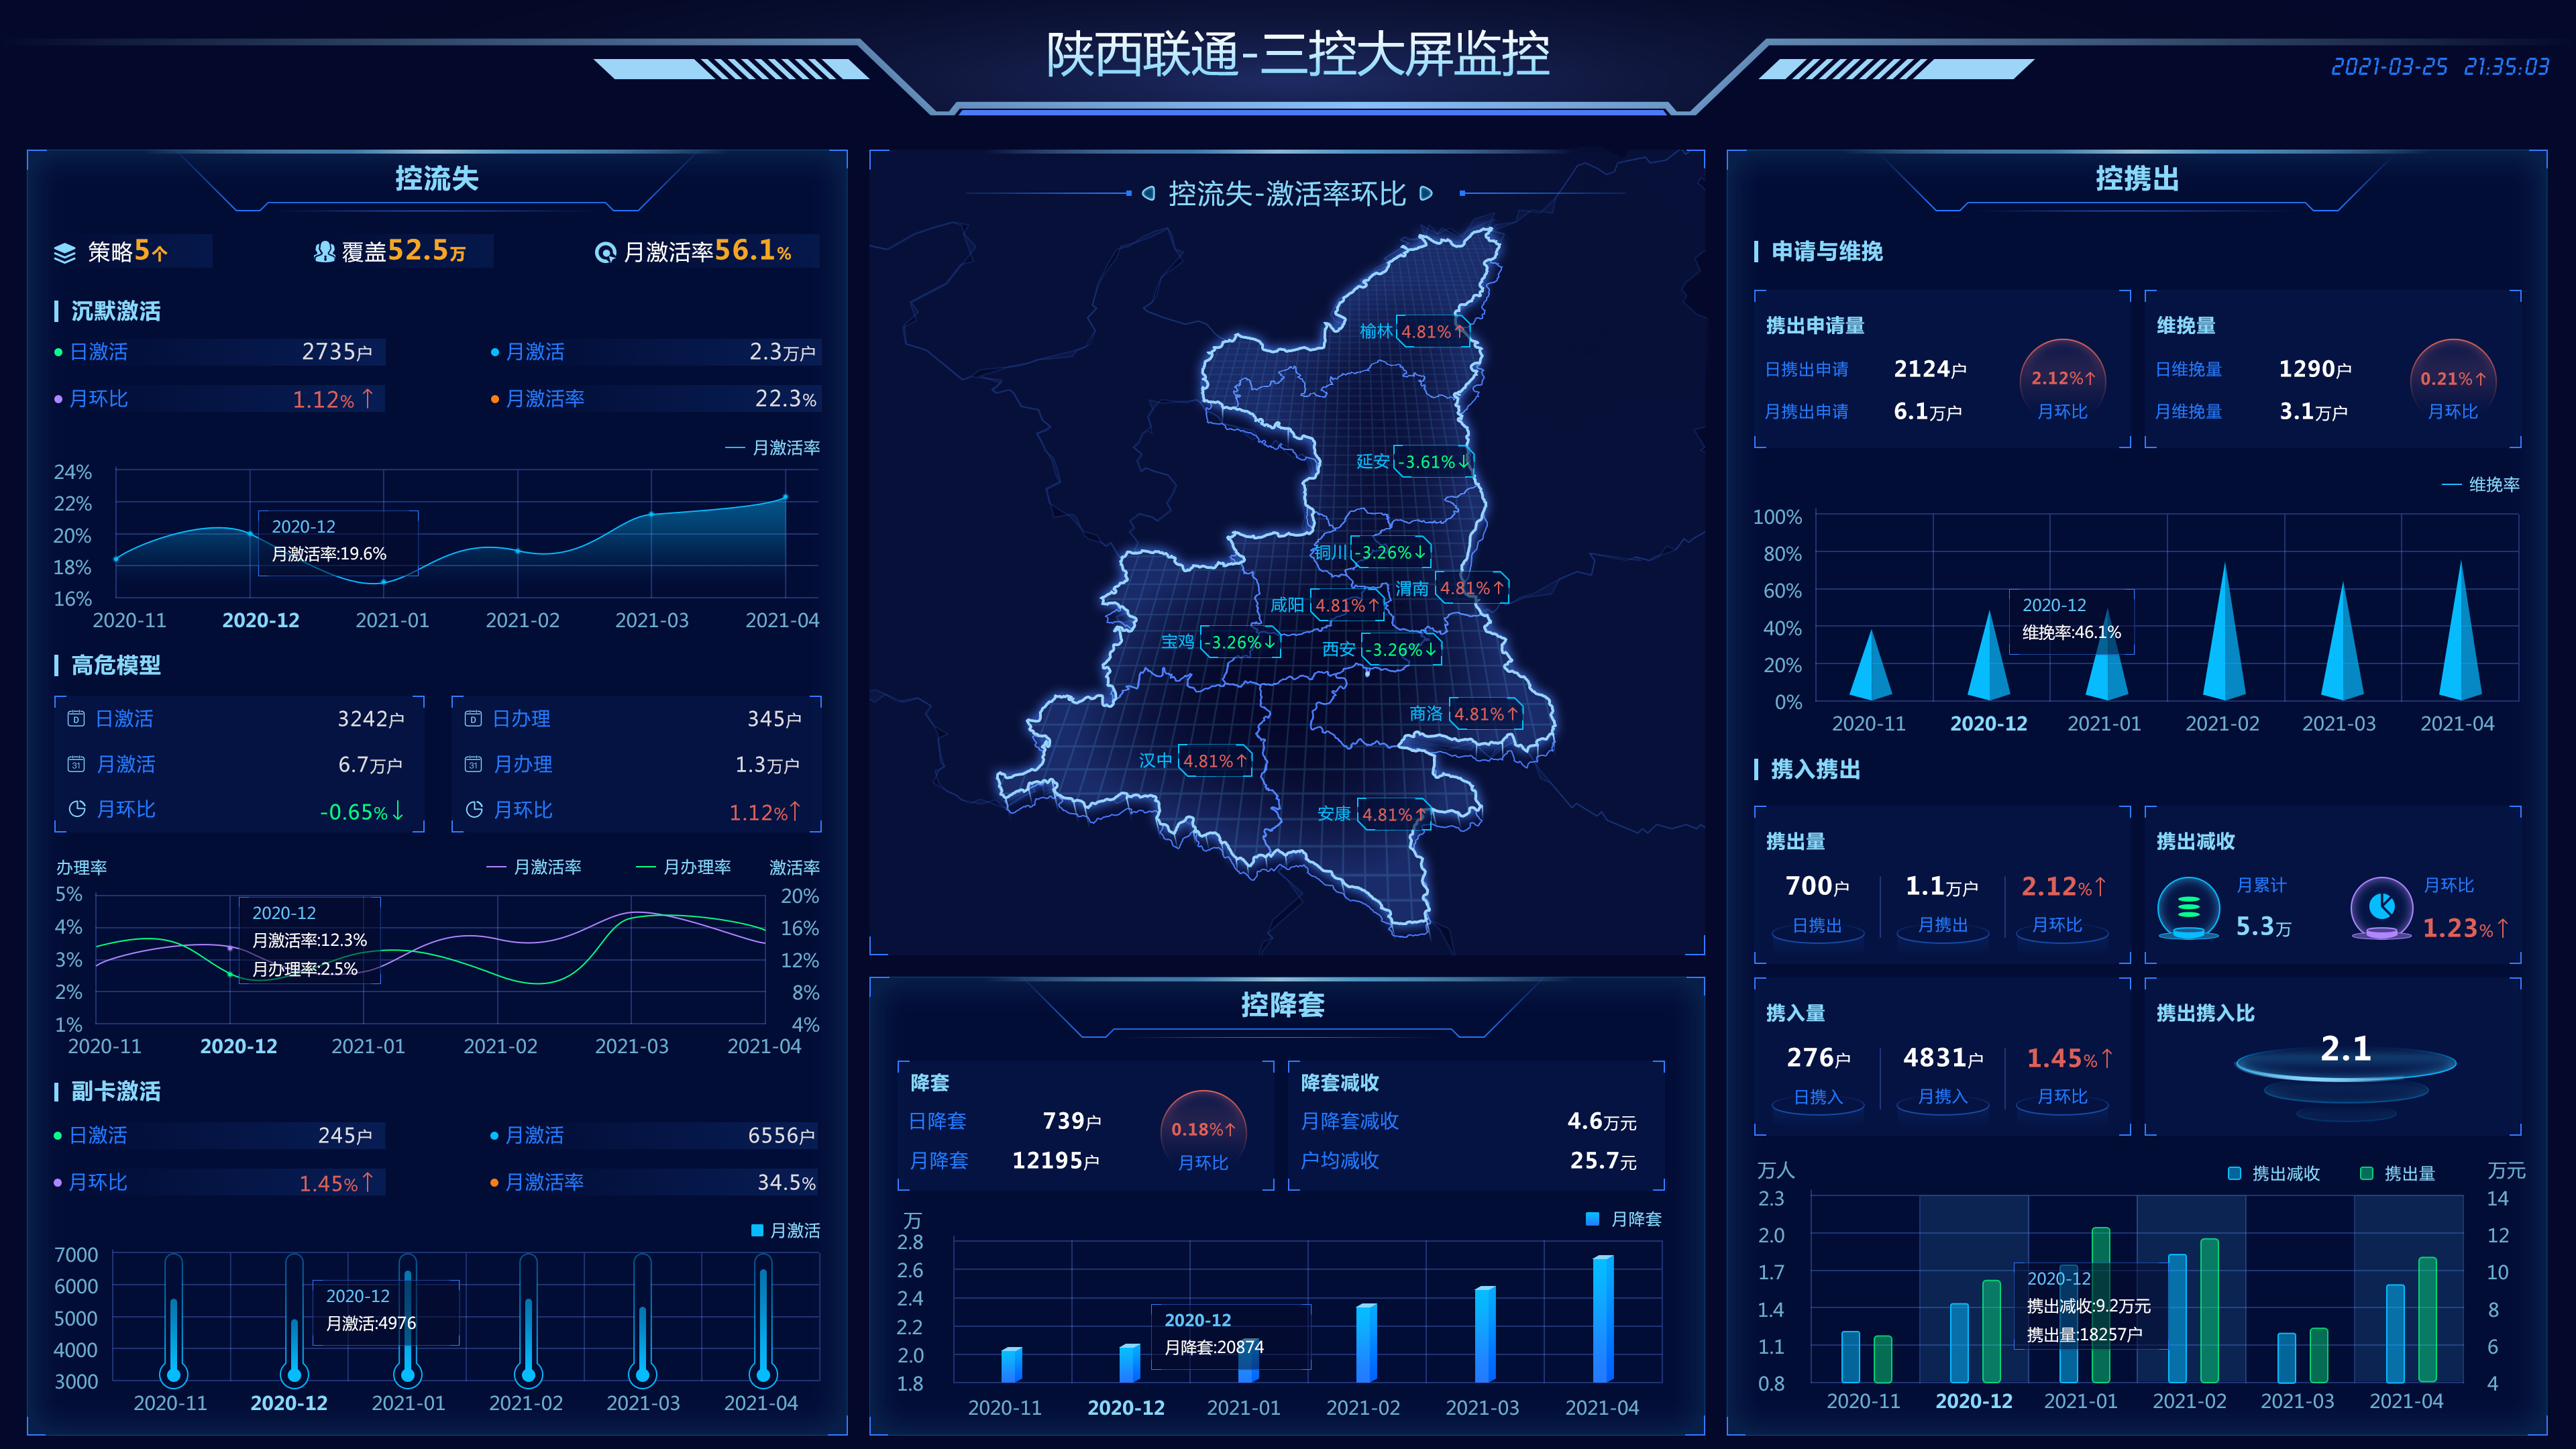 陕西联通-三控大屏监控
2021-03-25 21:35:03
控流失
策略5个
覆盖52.5万
月激活率56.1%
沉默激活
日激活 2735户
月激活 2.3万户
月环比 1.12%↑
月激活率 22.3%
月激活率
24%
22%
20%
18%
16%
2020-12
月激活率:19.6%
2020-11 2020-12 2021-01 2021-02 2021-03 2021-04
高危模型
D 日激活 3242户
D 日办理 345户
31 月激活 6.7万户
31 月办理 1.3万户
月环比 -0.65%↓
月环比 1.12%↑
办理率 月激活率 月办理率 激活率
5% 20%
4% 16%
3% 12%
2% 8%
1% 4%
2020-12
月激活率:12.3%
月办理率:2.5%
2020-11 2020-12 2021-01 2021-02 2021-03 2021-04
副卡激活
日激活 245户
月激活 6556户
月环比 1.45%↑
月激活率 34.5%
月激活
7000
6000
5000
4000
3000
2020-12
月激活:4976
2020-11 2020-12 2021-01 2021-02 2021-03 2021-04
控流失-激活率环比
榆林 4.81%↑
延安 -3.61%↓
铜川 -3.26%↓
渭南 4.81%↑
咸阳 4.81%↑
宝鸡 -3.26%↓
西安 -3.26%↓
商洛 4.81%↑
汉中 4.81%↑
安康 4.81%↑
控降套
降套
日降套 739户
月降套 12195户
0.18%↑
月环比
降套减收
月降套减收 4.6万元
户均减收 25.7元
万
月降套
2.8
2.6
2.4
2.2
2.0
1.8
2020-12
月降套:20874
2020-11 2020-12 2021-01 2021-02 2021-03 2021-04
控携出
申请与维挽
携出申请量
日携出申请 2124户
月携出申请 6.1万户
2.12%↑
月环比
维挽量
日维挽量 1290户
月维挽量 3.1万户
0.21%↑
月环比
维挽率
100%
80%
60%
40%
20%
0%
2020-12
维挽率:46.1%
2020-11 2020-12 2021-01 2021-02 2021-03 2021-04
携入携出
携出量
700户 1.1万户 2.12%↑
日携出 月携出 月环比
携出减收
月累计
5.3万
月环比
1.23%↑
携入量
276户 4831户 1.45%↑
日携入 月携入 月环比
携出携入比
2.1
万人 携出减收 携出量 万元
2.3 14
2.0 12
1.7 10
1.4 8
1.1 6
0.8 4
2020-12
携出减收:9.2万元
携出量:18257户
2020-11 2020-12 2021-01 2021-02 2021-03 2021-04